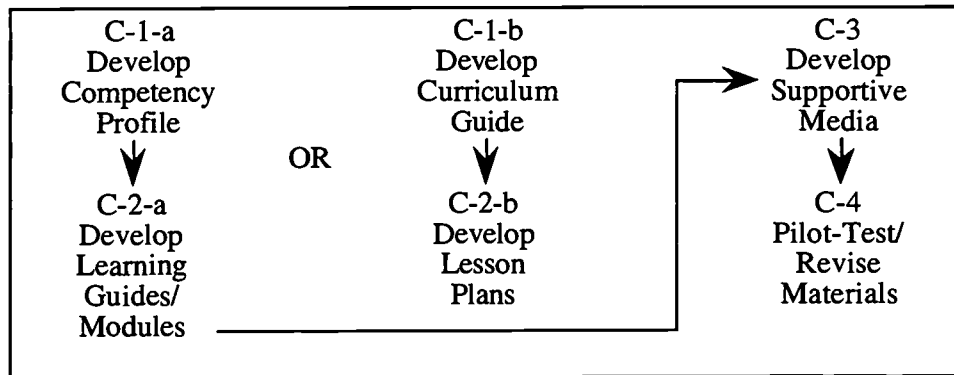 C-1-a
Develop
Competency
Profile
C-2-a
Develop
Learning
Guides/
Modules
OR
C-1-b
Develop
Curriculum
Guide
C-2-b
Develop
Lesson
Plans
C-3
Develop
Supportive
Media
C-4
Pilot-Test/
Revise
Materials